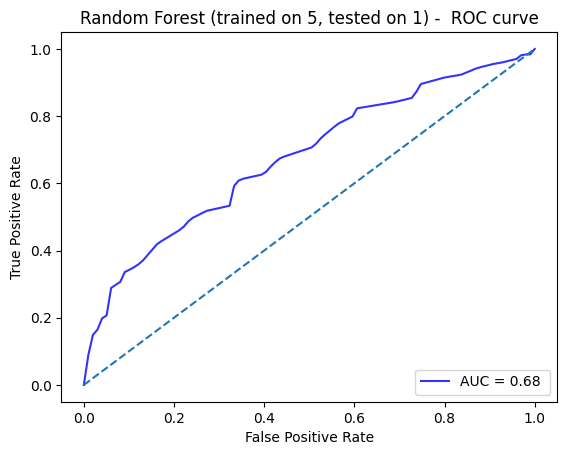 Random Forest (trained on 5, tested on 1) -  ROC curve
True Positive Rate
1.0
0.8
0.6
0.4
0.2
0.0
AUC = 0.68
0.0 0.2 0.4 0.6 0.8 1.0
False Positive Rate